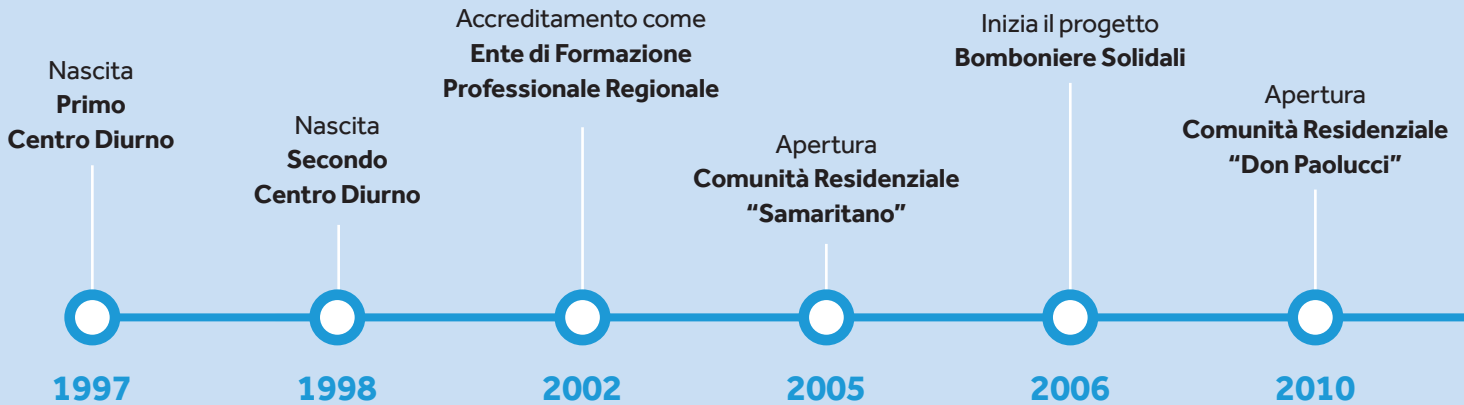 Nascita
Primo
Centro Diurno
1997
Nascita
Secondo
Centro Diurno
1998
Accreditamento come
Ente di Formazione
Professionale Regionale
2002
Apertura
Comunità Residenziale
“Samaritano”
2005
Inizia il progetto
Bomboniere Solidali
2006
Apertura
Comunità Residenziale
“Don Paolucci”
2010